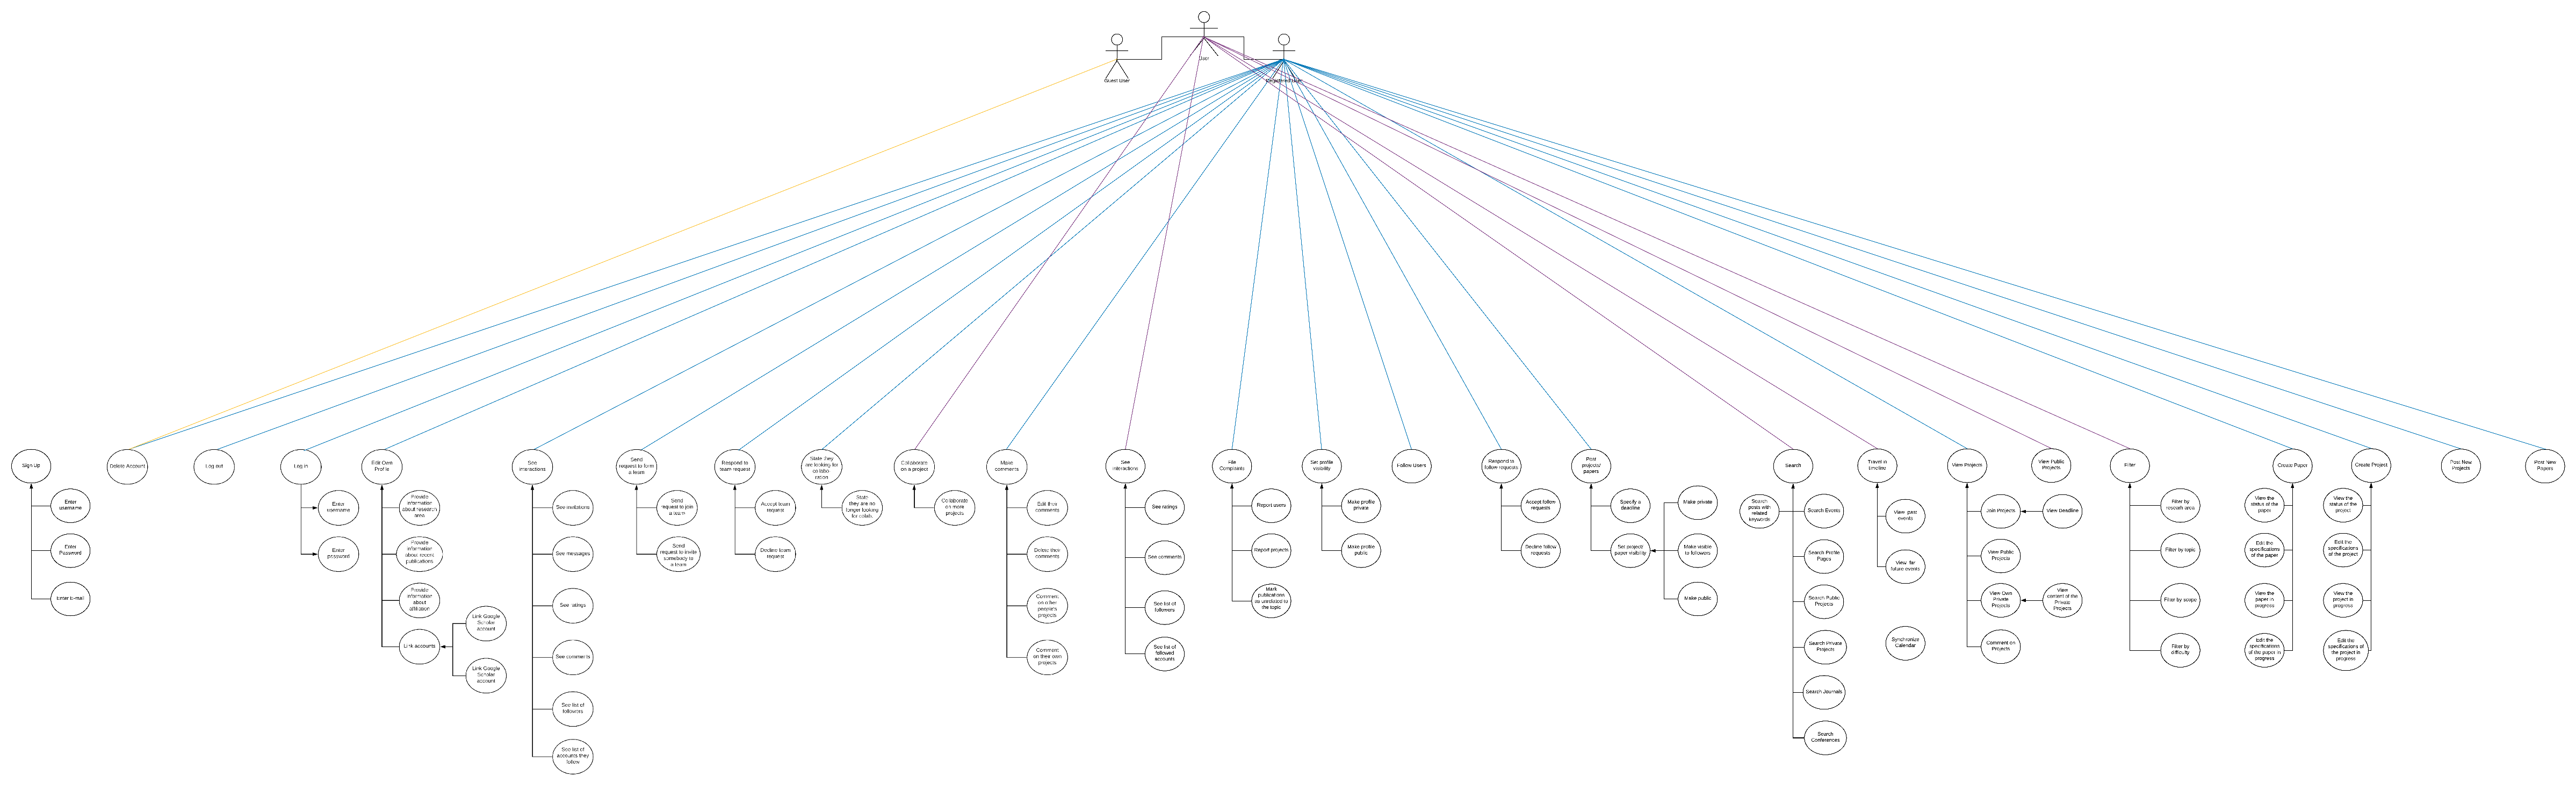 Guest User
User
Registered User
Sign Up
Delete Account
Log out
Log in
Edit Own
Profile
See
interactions
Send
request to form
a team
Respond to
team request
State they
are looking for
collabo
ration
Collaborate
on a project
Make
comments
See
interactions
File
Complaints
Set profile
visibility
Follow Users
Respond to
follow requests
Post
projects/
papers
Search
Travel in
timeline
View Projects
View Public
Projects
Filter
Create Paper
Create Project
Post New
Projects
Post New
Papers
Enter
username
Enter
Password
Enter E-mail
Enter
username
Enter
password
Provide
information
about research
area
Provide
information
about recent
publications
Provide
information
about
affiliation
Link accounts
Link Google
Scholar
account
Link Google
Scholar
account
See invitations
See messages
See ratings
See comments
See list of
followers
See list of
accounts they
follow
Send
request to join
a team
Send
request to invite
somebody to
a team
Accept team
request
Decline team
request
State
they are no
longer looking
for collab.
Collaborate
on more
projects
Edit their
comments
Delete their
comments
Comment
on other
people's
projects
Comment
on their own
projects
See ratings
See comments
See list of
followers
See list of
followed
accounts
Report users
Report projects
Mark
publications
as unrelated to
the topic
Make profile
private
Make profile
public
Accept follow
requests
Decline follow
requests
Specify a
deadline
Set project/
paper visibility
Make private
Make visible
to followers
Make public
Search
posts with
related
keywords
Search Events
Search Profile
Pages
Search Public
Projects
Search Private
Projects
Search Journals
Search
Conferences
View past
events
View far
future events
Synchronize
Calendar
Join Projects
View Deadline
View Public
Projects
View Own
Private
Projects
View
content of the
Private
Projects
Comment on
Projects
Filter by
research area
Filter by topic
Filter by scope
Filter by
difficulty
View the
status of the
paper
Edit the
specifications
of the paper
View the
paper in
progress
Edit the
specifications
of the paper in
progress
View the
status of the
project
Edit the
specifications
of the project
View the
project in
progress
Edit the
specifications of
the project in
progress